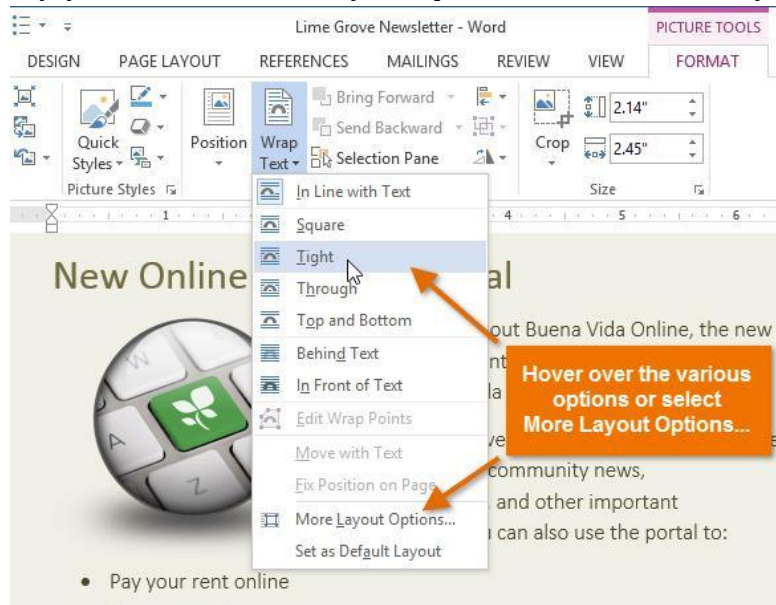 Lime Grove Newsletter - Word
PICTURE TOOLS
DESIGN PAGE LAYOUT REFERENCES MAILINGS REVIEW VIEW FORMAT
Quick Styles
Position
Wrap Text
Bring Forward
Send Backward
Selection Pane
Crop
2.14"
2.45"
Picture Styles
Size
1 4 5 6
In Line with Text
Square
Tight
Through
Top and Bottom
Behind Text
In Front of Text
Edit Wrap Points
Move with Text
Fix Position on Page
More Layout Options...
Set as Default Layout
Hover over the various
options or select
More Layout Options...
New Online al
out Buena Vida Online, the new
community news,
and other important
can also use the portal to:
W
A
Z
• Pay your rent online